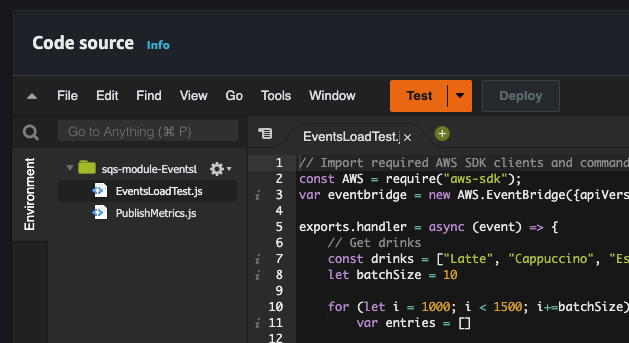 Code source Info
File Edit Find View Go Tools Window Test Deploy
Go to Anything (⌘ P)
EventsLoadTest.j ×
Environment
sqs-module-Eventsl
EventsLoadTest.js
PublishMetrics.js
1 // Import required AWS SDK clients and command
2 const AWS = require("aws-sdk");
i 3 var eventbridge = new AWS.EventBridge({apiVers
4
5 exports.handler = async (event) => {
6 // Get drinks
i 7 const drinks = ["Latte", "Cappuccino", "Es
i 8 let batchSize = 10
9
10 for (let i = 1000; i < 1500; i+=batchSize)
i 11 var entries = []
12